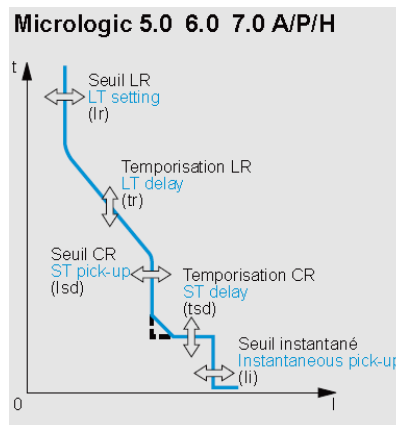 Micrologic 5.0 6.0 7.0 A/P/H
t
Seuil LR
LT setting
(Ir)
Temporisation LR
LT delay
(tr)
Seuil CR
ST pick-up
(Isd)
Temporisation CR
ST delay
(tsd)
Seuil instantané
Instantaneous pick-up
(Ii)
0
I